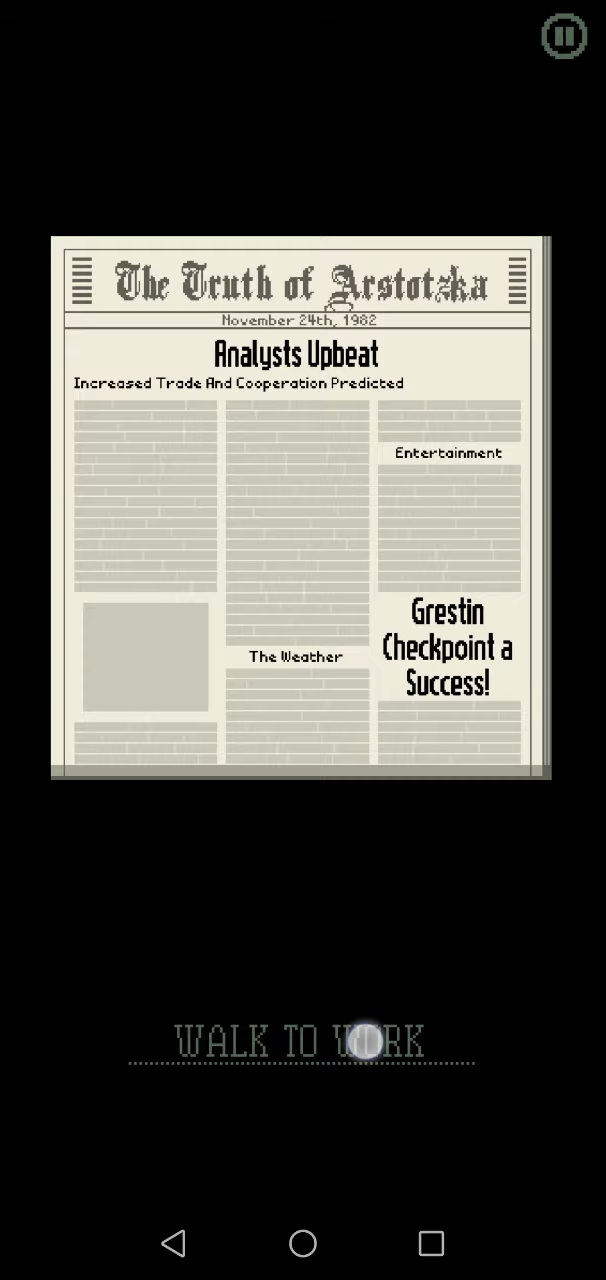 The Truth of Arstotzka
November 24th, 1982
Analysts Upbeat
Increased Trade And Cooperation Predicted
Entertainment
Grestin
Checkpoint a
Success!
The Weather
WALK TO WORK